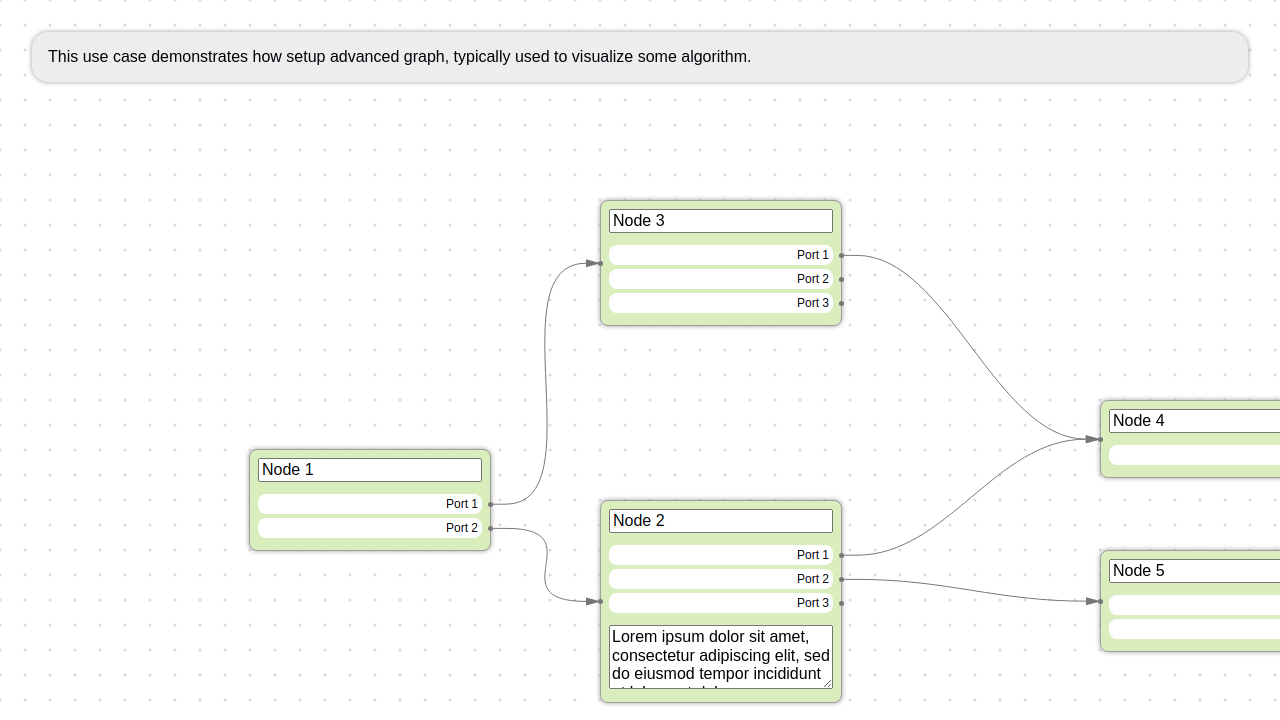 This use case demonstrates how setup advanced graph, typically used to visualize some algorithm.
Node 3
Port 1
Port 2
Port 3
Node 4
Node 1
Port 1
Port 2
Node 2
Port 1
Port 2
Port 3
Lorem ipsum dolor sit amet,
consectetur adipiscing elit, sed
do eiusmod tempor incididunt
Node 5